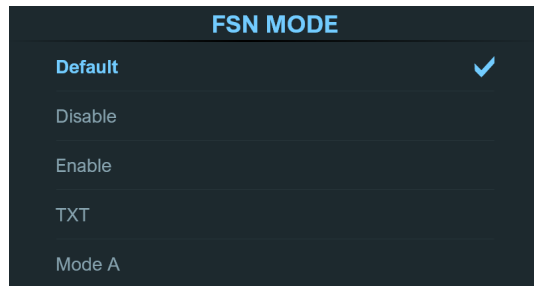 FSN MODE
Default
Disable
Enable
TXT
Mode A